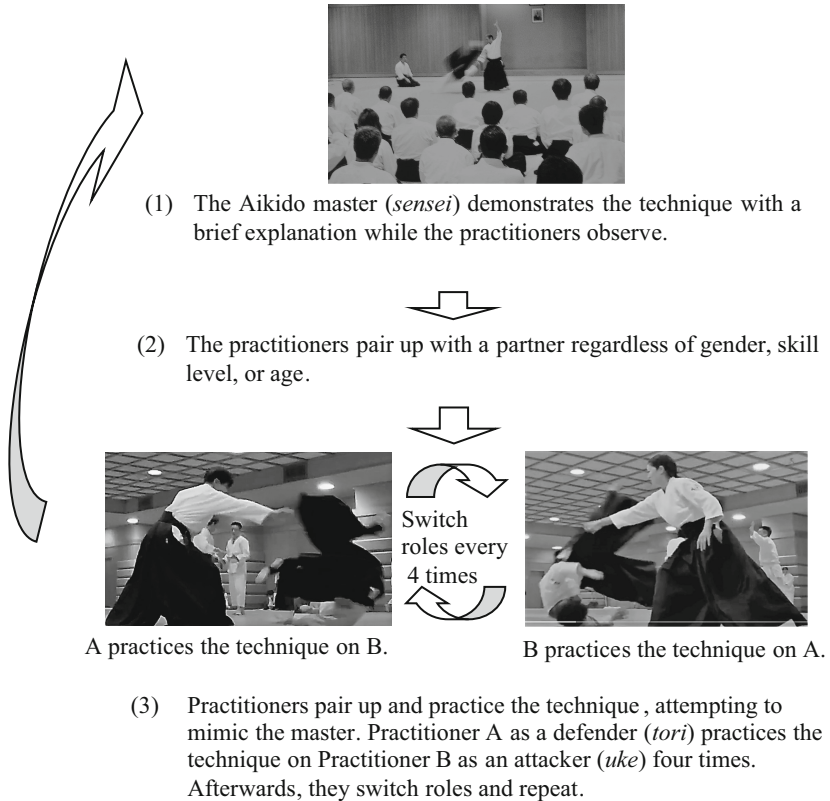 (1) The Aikido master (sensei) demonstrates the technique with a
brief explanation while the practitioners observe.
(2) The practitioners pair up with a partner regardless of gender, skill
level, or age.
Switch
roles every
4 times
A practices the technique on B.
B practices the technique on A.
(3) Practitioners pair up and practice the technique, attempting to
mimic the master. Practitioner A as a defender (tori) practices the
technique on Practitioner B as an attacker (uke) four times.
Afterwards, they switch roles and repeat.